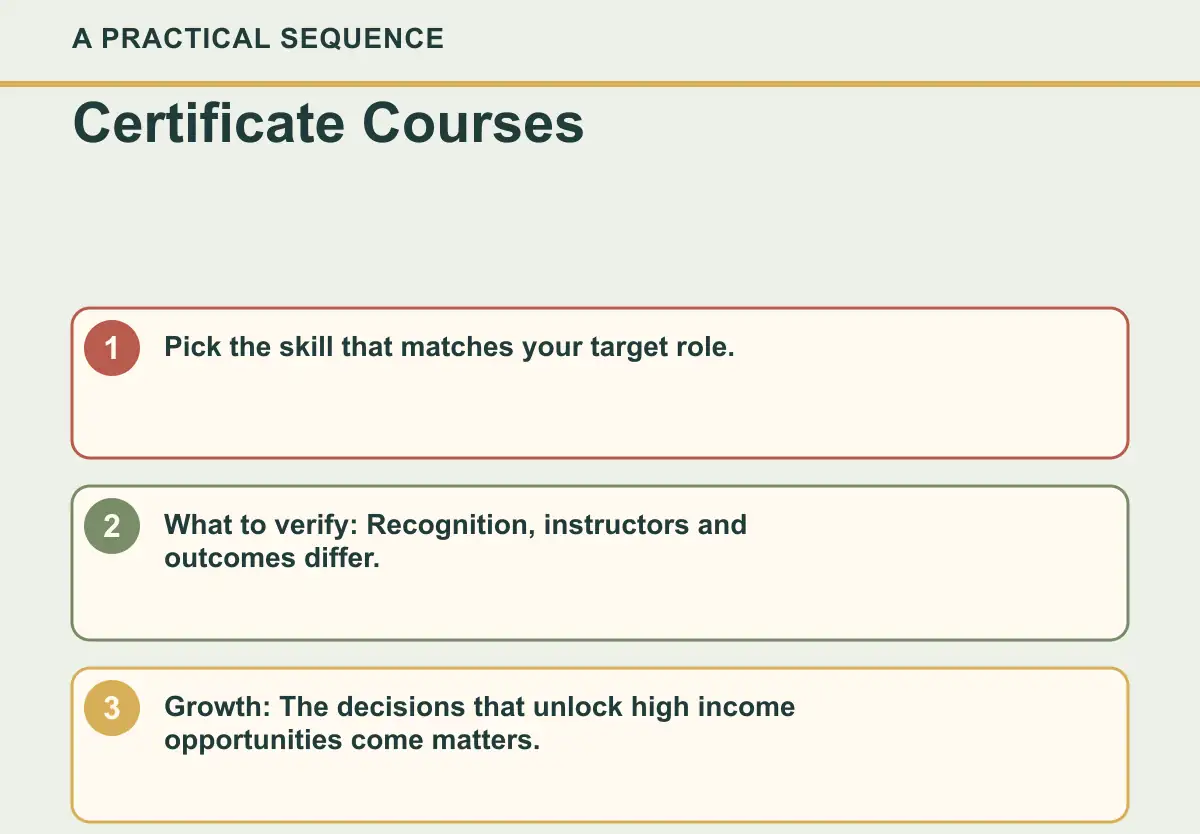 A PRACTICAL SEQUENCE
Certificate Courses
1
Pick the skill that matches your target role.
2
What to verify: Recognition, instructors and
outcomes differ.
3
Growth: The decisions that unlock high income
opportunities come matters.